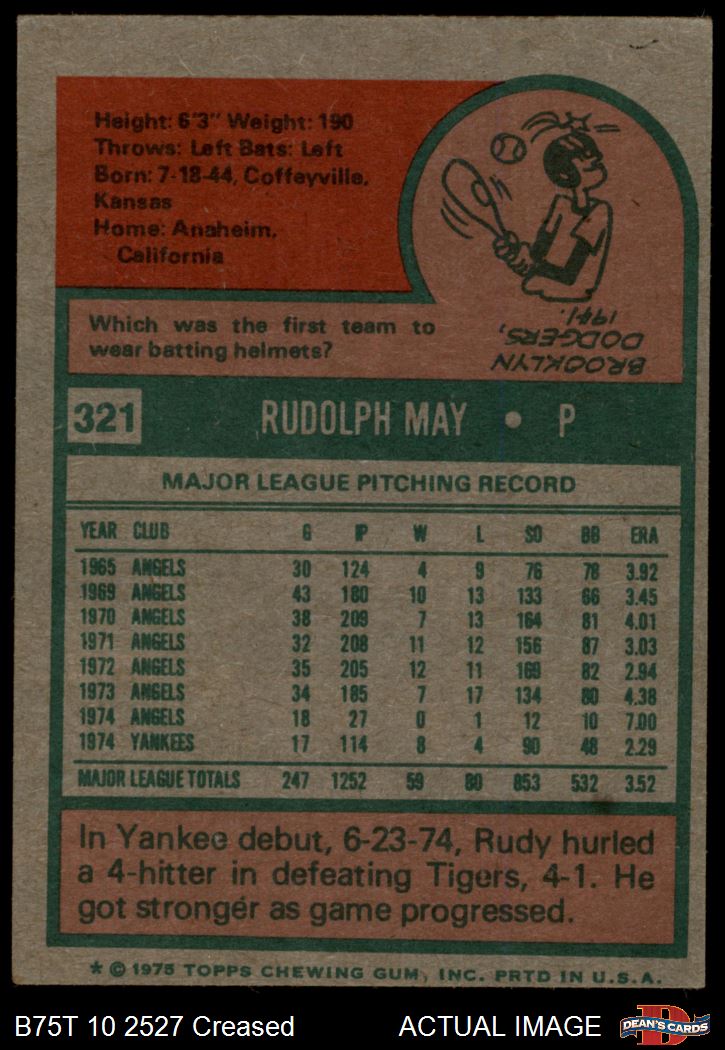 Height: 6'3" Weight: 190
Throws: Left Bats: Left
Born: 7-18-44, Coffeyville,
Kansas
Home: Anaheim,
California
Which was the first team to
wear batting helmets?
BROOKLYN
DODGERS,
1941.
321 RUDOLPH MAY • P
MAJOR LEAGUE PITCHING RECORD
YEAR CLUB G IP W L SO BB ERA
1965 ANGELS 30 124 4 9 76 78 3.92
1969 ANGELS 43 180 10 13 133 66 3.45
1970 ANGELS 38 209 7 13 164 81 4.01
1971 ANGELS 32 208 11 12 156 87 3.03
1972 ANGELS 35 205 12 11 169 82 2.94
1973 ANGELS 34 185 7 17 134 80 4.38
1974 ANGELS 18 27 0 1 12 10 7.00
1974 YANKEES 17 114 8 4 90 48 2.29
MAJOR LEAGUE TOTALS 247 1252 59 80 853 532 3.52
In Yankee debut, 6-23-74, Rudy hurled
a 4-hitter in defeating Tigers, 4-1. He
got stronger as game progressed.
* © 1975 TOPPS CHEWING GUM, INC. PRTD IN U.S.A.
B75T 10 2527 Creased ACTUAL IMAGE
D
DEAN'S CARDS